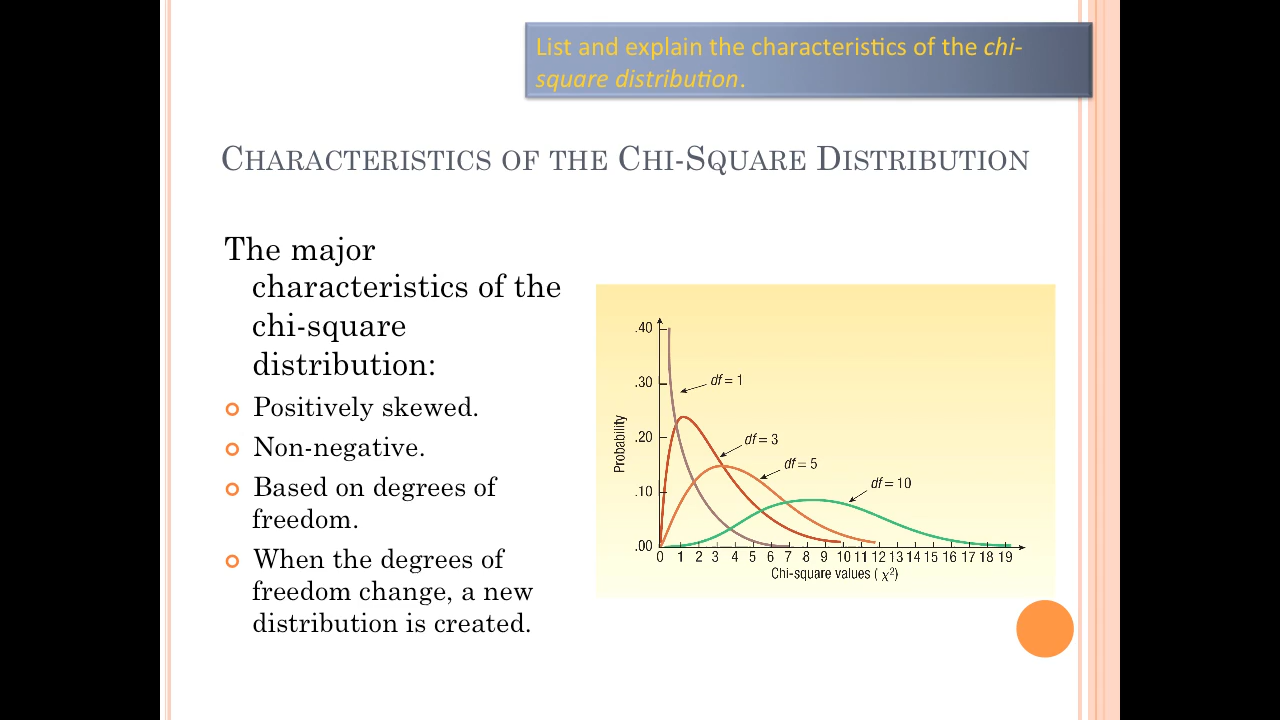 List and explain the characteristics of the chi-
square distribution.
CHARACTERISTICS OF THE CHI-SQUARE DISTRIBUTION
The major
characteristics of the
chi-square
distribution:
Positively skewed.
Non-negative.
Based on degrees of
freedom.
When the degrees of
freedom change, a new
distribution is created.
.40
.30
.20
.10
.00
Probability
df = 1
df = 3
df = 5
df = 10
0 1 2 3 4 5 6 7 8 9 10 11 12 13 14 15 16 17 18 19
Chi-square values ( χ²)